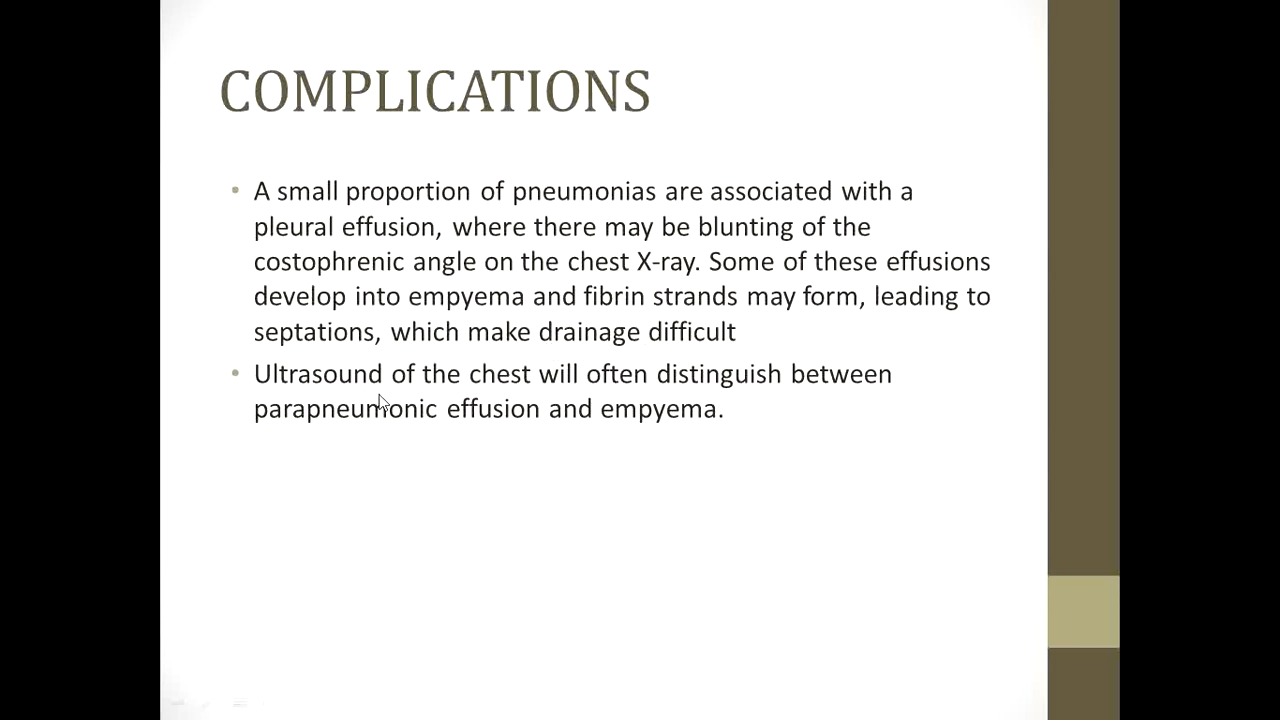 COMPLICATIONS
• A small proportion of pneumonias are associated with a
pleural effusion, where there may be blunting of the
costophrenic angle on the chest X-ray. Some of these effusions
develop into empyema and fibrin strands may form, leading to
septations, which make drainage difficult
• Ultrasound of the chest will often distinguish between
parapneumonic effusion and empyema.